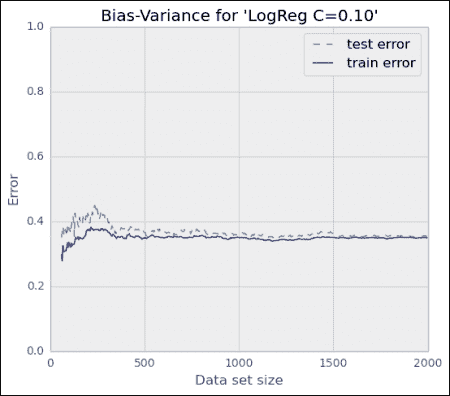 Bias-Variance for 'LogReg C=0.10'
1.0
test error
train error
0.8
0.6
Error
0.4
0.2
0.0
0 500 1000 1500 2000
Data set size